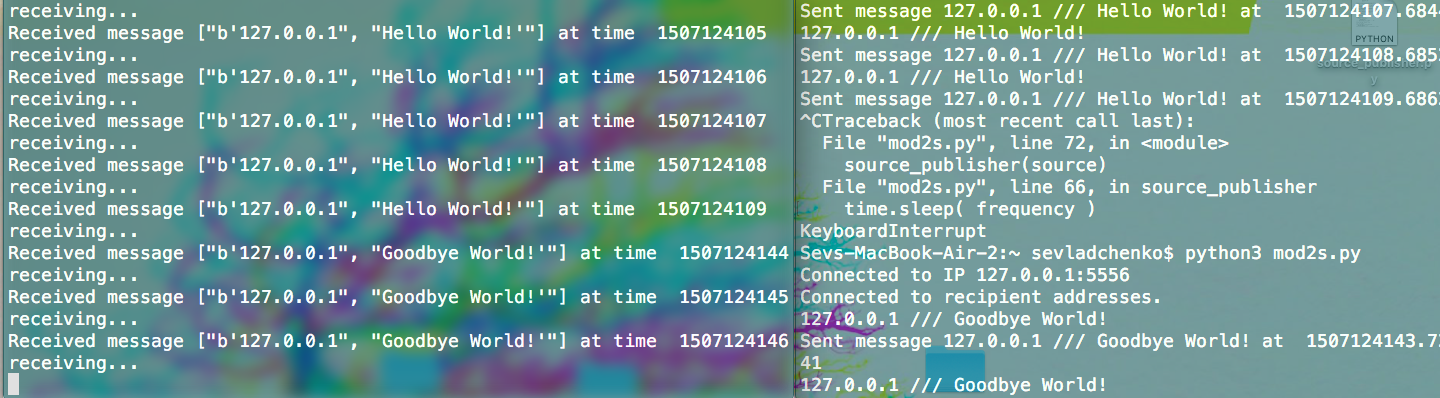 receiving...
Received message ["b'127.0.0.1", "Hello World!'"] at time  1507124105
receiving...
Received message ["b'127.0.0.1", "Hello World!'"] at time  1507124106
receiving...
Received message ["b'127.0.0.1", "Hello World!'"] at time  1507124107
receiving...
Received message ["b'127.0.0.1", "Hello World!'"] at time  1507124108
receiving...
Received message ["b'127.0.0.1", "Hello World!'"] at time  1507124109
receiving...
Received message ["b'127.0.0.1", "Goodbye World!'"] at time  1507124144
receiving...
Received message ["b'127.0.0.1", "Goodbye World!'"] at time  1507124145
receiving...
Received message ["b'127.0.0.1", "Goodbye World!'"] at time  1507124146
receiving...
Sent message 127.0.0.1 /// Hello World! at  1507124107.684
127.0.0.1 /// Hello World!
Sent message 127.0.0.1 /// Hello World! at  1507124108.685
127.0.0.1 /// Hello World!
Sent message 127.0.0.1 /// Hello World! at  1507124109.686
^CTraceback (most recent call last):
  File "mod2s.py", line 72, in <module>
    source_publisher(source)
  File "mod2s.py", line 66, in source_publisher
    time.sleep( frequency )
KeyboardInterrupt
Sevs-MacBook-Air-2:~ sevladchenko$ python3 mod2s.py
Connected to IP 127.0.0.1:5556
Connected to recipient addresses.
127.0.0.1 /// Goodbye World!
Sent message 127.0.0.1 /// Goodbye World! at  1507124143.7
41
127.0.0.1 /// Goodbye World!
PYTHON
source_publisher.p
y